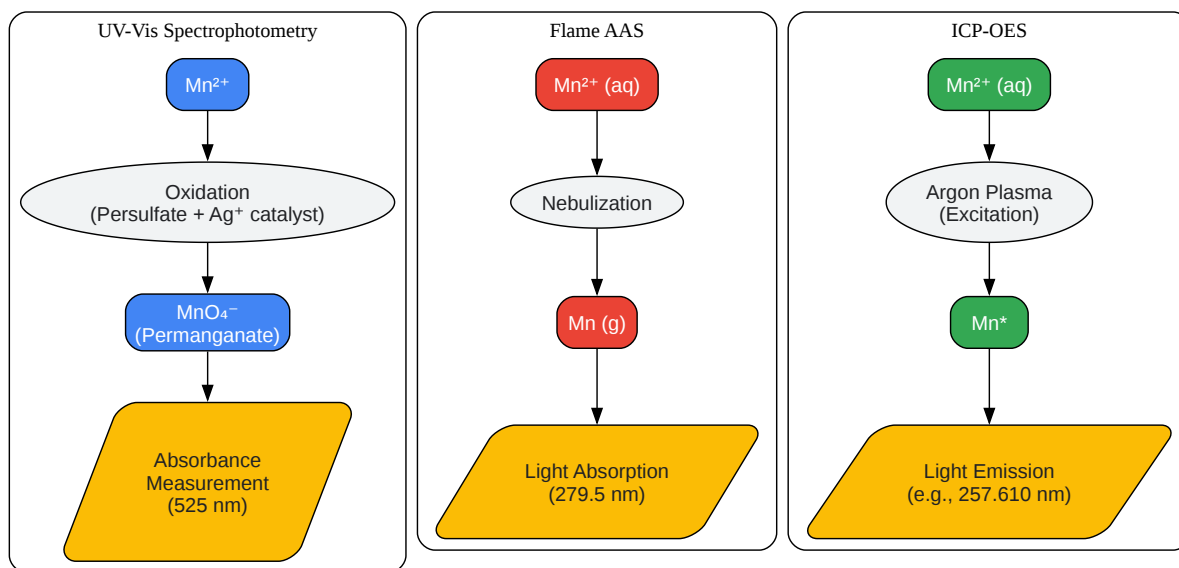 UV-Vis Spectrophotometry
Mn²⁺
Oxidation
(Persulfate + Ag⁺ catalyst)
MnO₄⁻
(Permanganate)
Absorbance
Measurement
(525 nm)
Flame AAS
Mn²⁺ (aq)
Nebulization
Mn (g)
Light Absorption
(279.5 nm)
ICP-OES
Mn²⁺ (aq)
Argon Plasma
(Excitation)
Mn*
Light Emission
(e.g., 257.610 nm)